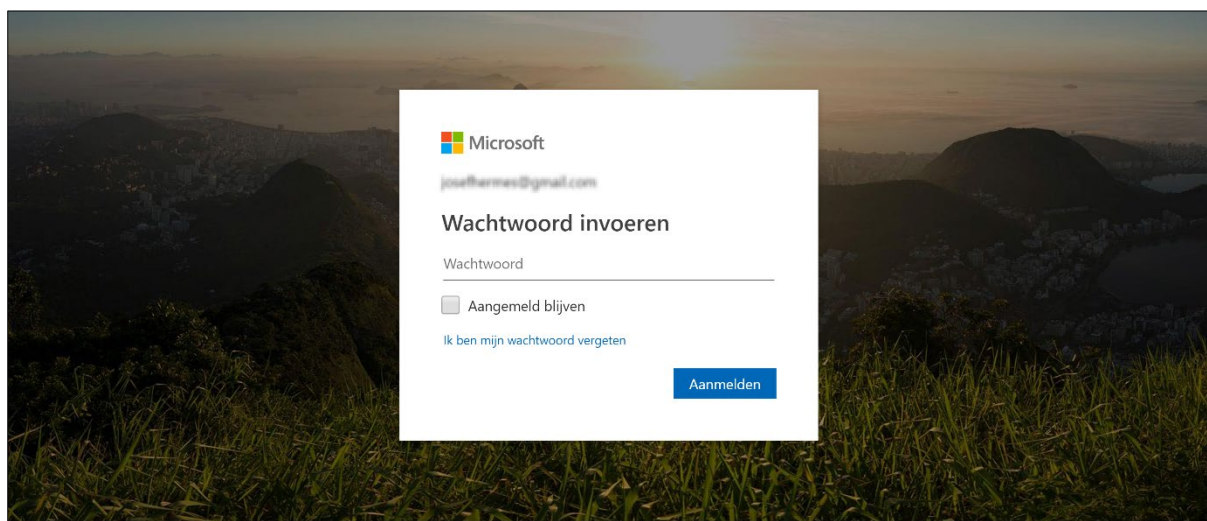 Microsoft
Wachtwoord invoeren
Wachtwoord
Aangemeld blijven
Ik ben mijn wachtwoord vergeten
Aanmelden